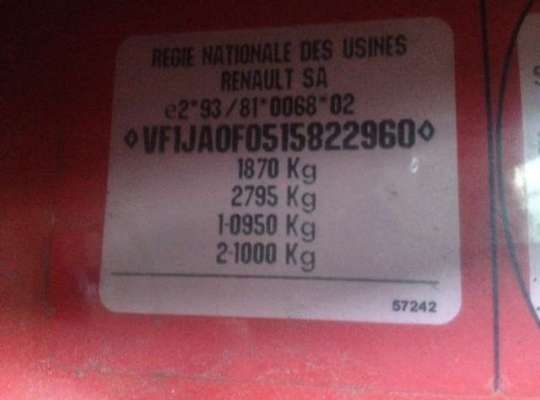 REGIE NATIONALE DES USINES
RENAULT SA
e2*93/81*0068*02
◊VF1JA0F0515822960◊
1870 Kg
2795 Kg
1-0950 Kg
2-1000 Kg
57242